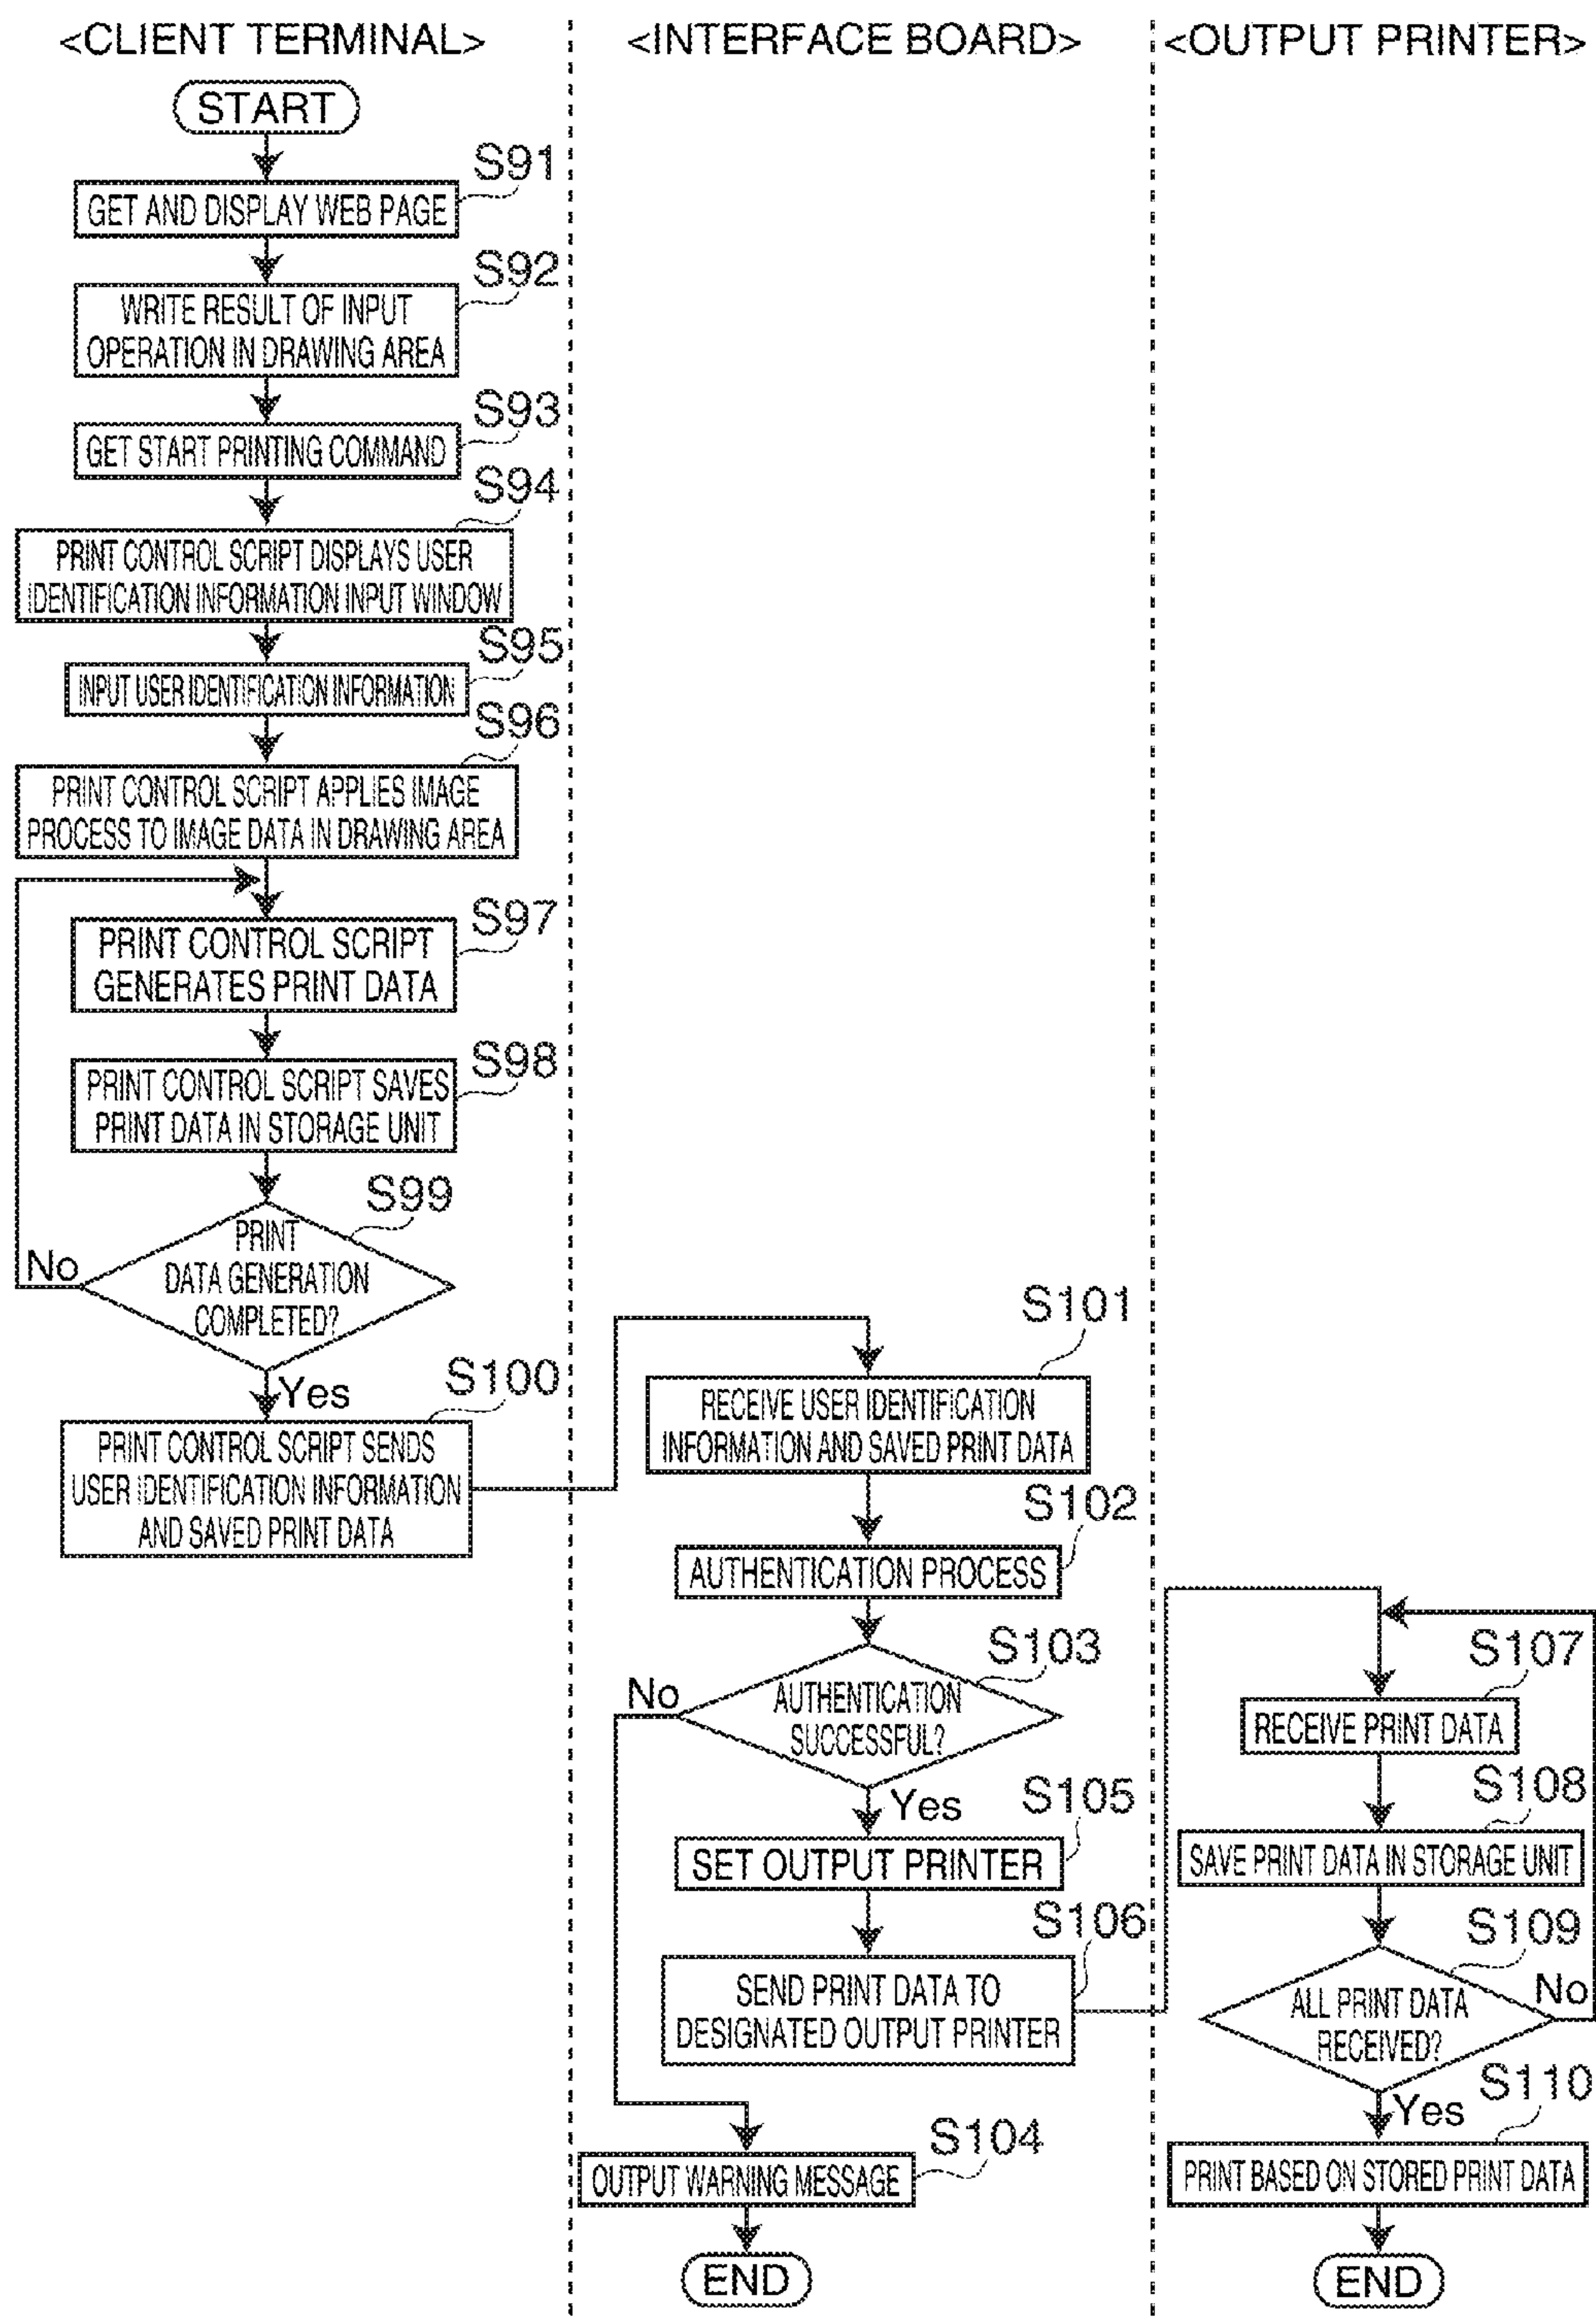 <CLIENT TERMINAL>
START
S91
GET AND DISPLAY WEB PAGE
S92
WRITE RESULT OF INPUT
OPERATION IN DRAWING AREA
S93
GET START PRINTING COMMAND
S94
PRINT CONTROL SCRIPT DISPLAYS USER
IDENTIFICATION INFORMATION INPUT WINDOW
S95
INPUT USER IDENTIFICATION INFORMATION
S96
PRINT CONTROL SCRIPT APPLIES IMAGE
PROCESS TO IMAGE DATA IN DRAWING AREA
S97
PRINT CONTROL SCRIPT
GENERATES PRINT DATA
S98
PRINT CONTROL SCRIPT SAVES
PRINT DATA IN STORAGE UNIT
S99
PRINT
DATA GENERATION
COMPLETED?
No
Yes
S100
PRINT CONTROL SCRIPT SENDS
USER IDENTIFICATION INFORMATION
AND SAVED PRINT DATA
<INTERFACE BOARD>
S101
RECEIVE USER IDENTIFICATION
INFORMATION AND SAVED PRINT DATA
S102
AUTHENTICATION PROCESS
S103
AUTHENTICATION
SUCCESSFUL?
No
Yes
S105
SET OUTPUT PRINTER
S106
SEND PRINT DATA TO
DESIGNATED OUTPUT PRINTER
S104
OUTPUT WARNING MESSAGE
END
<OUTPUT PRINTER>
S107
RECEIVE PRINT DATA
S108
SAVE PRINT DATA IN STORAGE UNIT
S109
ALL PRINT DATA
RECEIVED?
No
Yes
S110
PRINT BASED ON STORED PRINT DATA
END